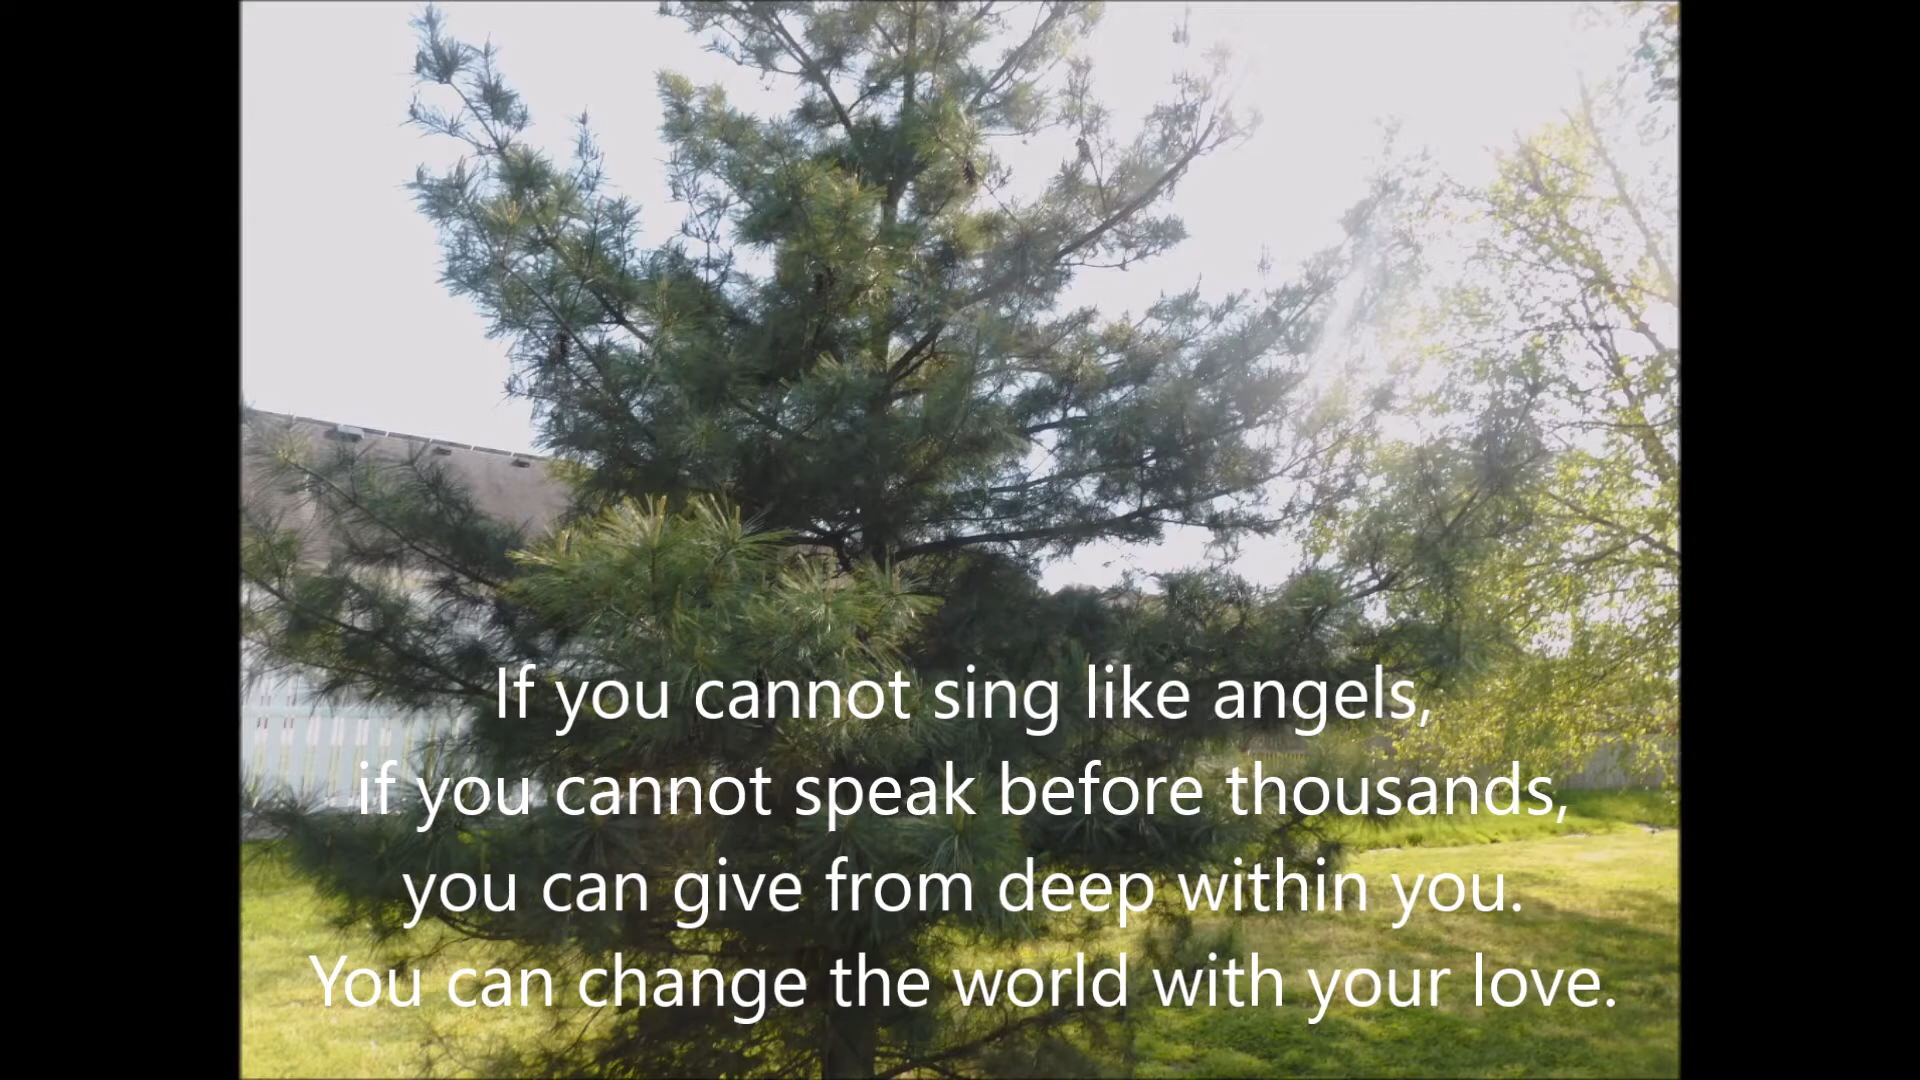 If you cannot sing like angels,
if you cannot speak before thousands,
you can give from deep within you.
You can change the world with your love.